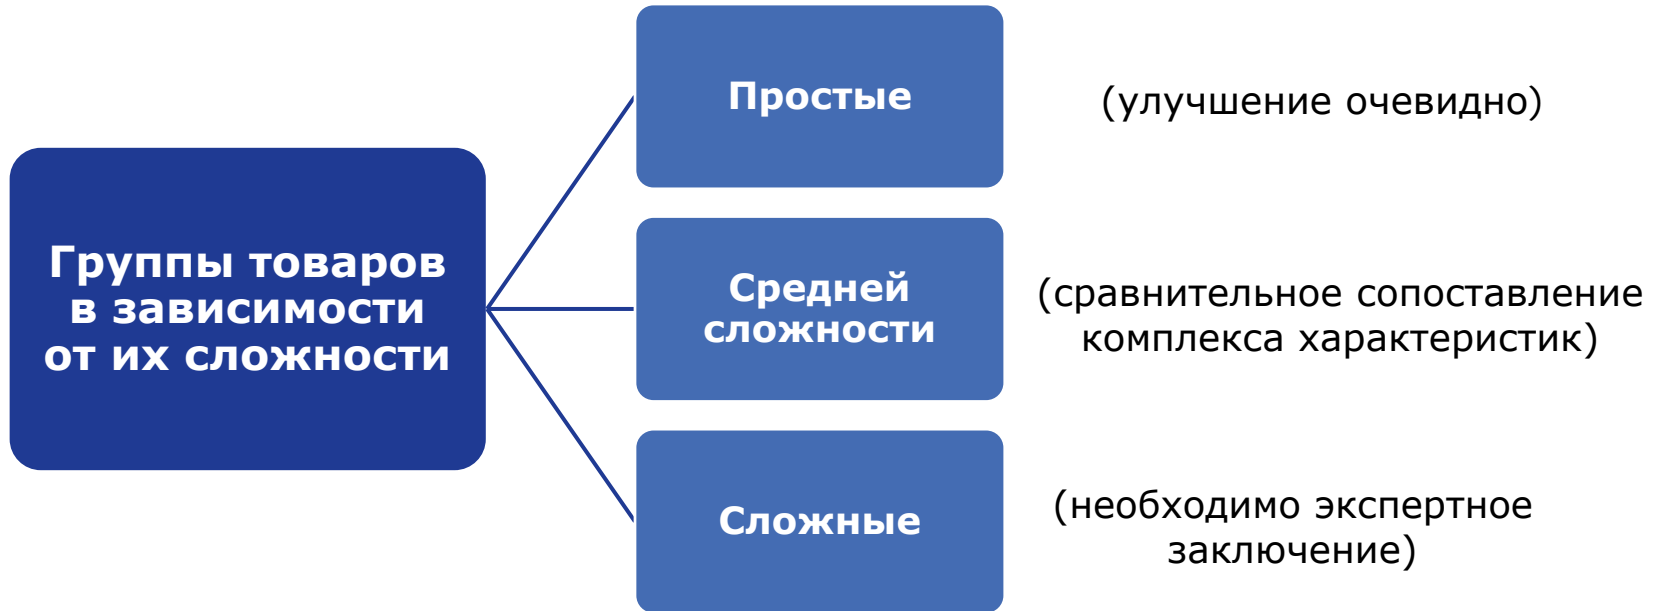 Группы товаров
в зависимости
от их сложности
Простые
(улучшение очевидно)
Средней
сложности
(сравнительное сопоставление
комплекса характеристик)
Сложные
(необходимо экспертное
заключение)